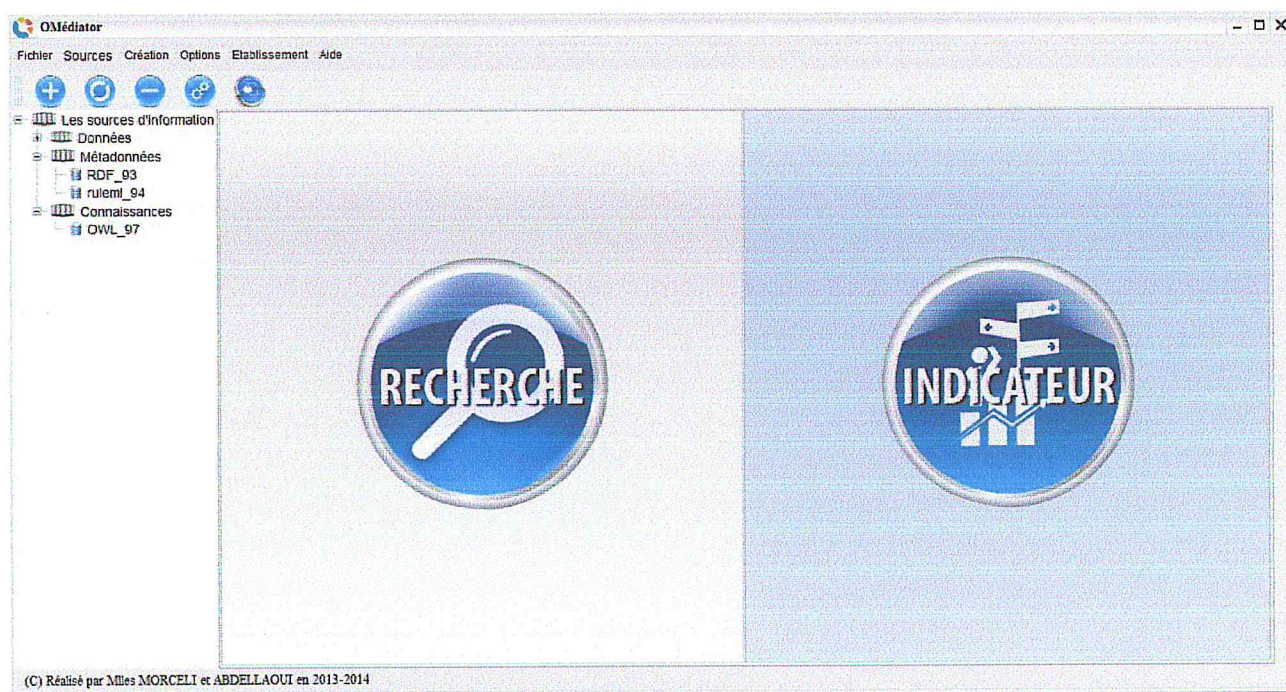 OMédiator
Fichier Sources Création Options Etablissement Aide
Les sources d'information
Données
Métadonnées
RDF_93
ruleml_94
Connaissances
OWL_97
RECHERCHE
INDICATEUR
(C) Réalisé par Mlles MORCELI et ABDELLAOUI en 2013-2014